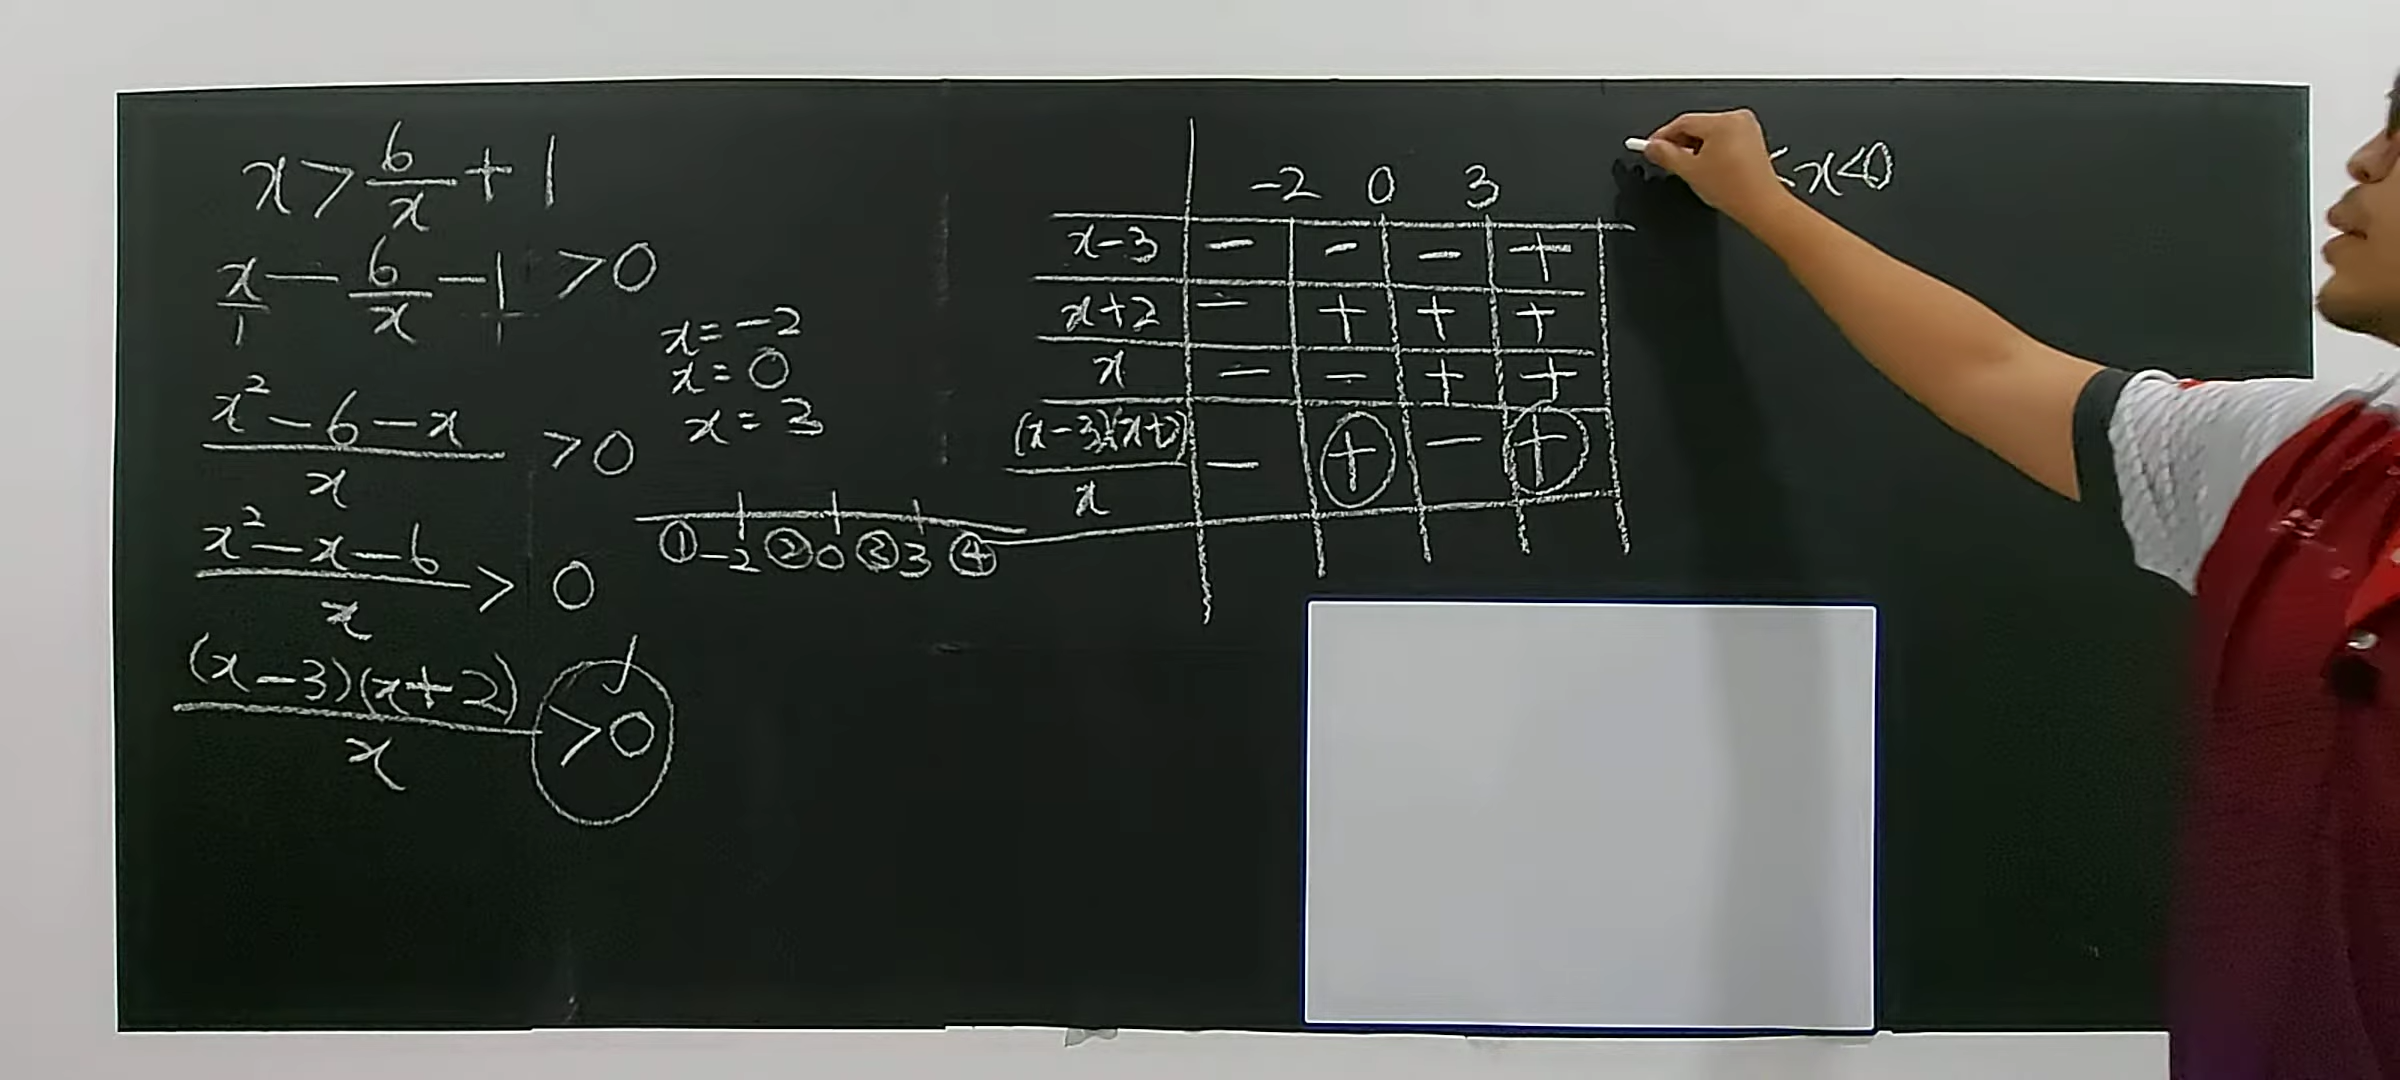 x > 6/x + 1
x/1 - 6/x - 1/1 > 0
(x² - 6 - x)/x > 0
(x² - x - 6)/x > 0
(x-3)(x+2)/x > 0
x = -2
x = 0
x = 3
① -2 ② 0 ③ 3 ④
-2 0 3
x-3 - - - +
x+2 - + + +
x - - + +
(x-3)(x+2)/x - + - +
< x < 0